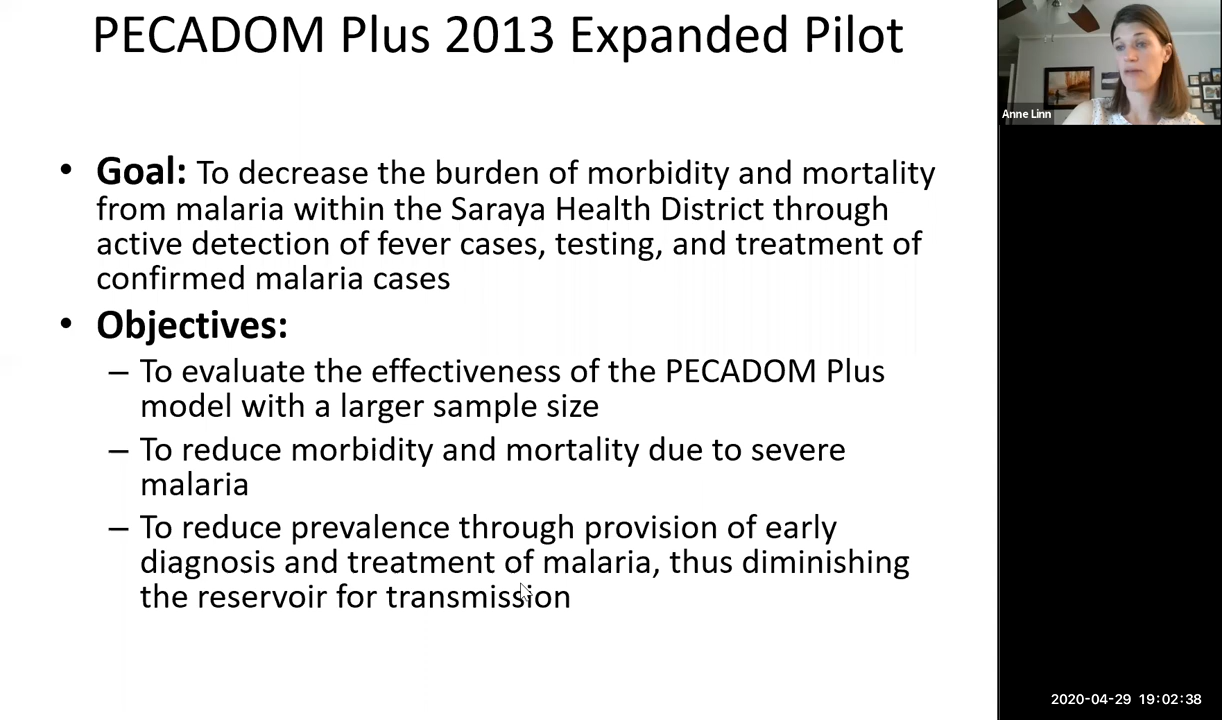 PECADOM Plus 2013 Expanded Pilot
Anne Linn
• Goal: To decrease the burden of morbidity and mortality
from malaria within the Saraya Health District through
active detection of fever cases, testing, and treatment of
confirmed malaria cases
• Objectives:
– To evaluate the effectiveness of the PECADOM Plus
model with a larger sample size
– To reduce morbidity and mortality due to severe
malaria
– To reduce prevalence through provision of early
diagnosis and treatment of malaria, thus diminishing
the reservoir for transmission
2020-04-29 19:02:38